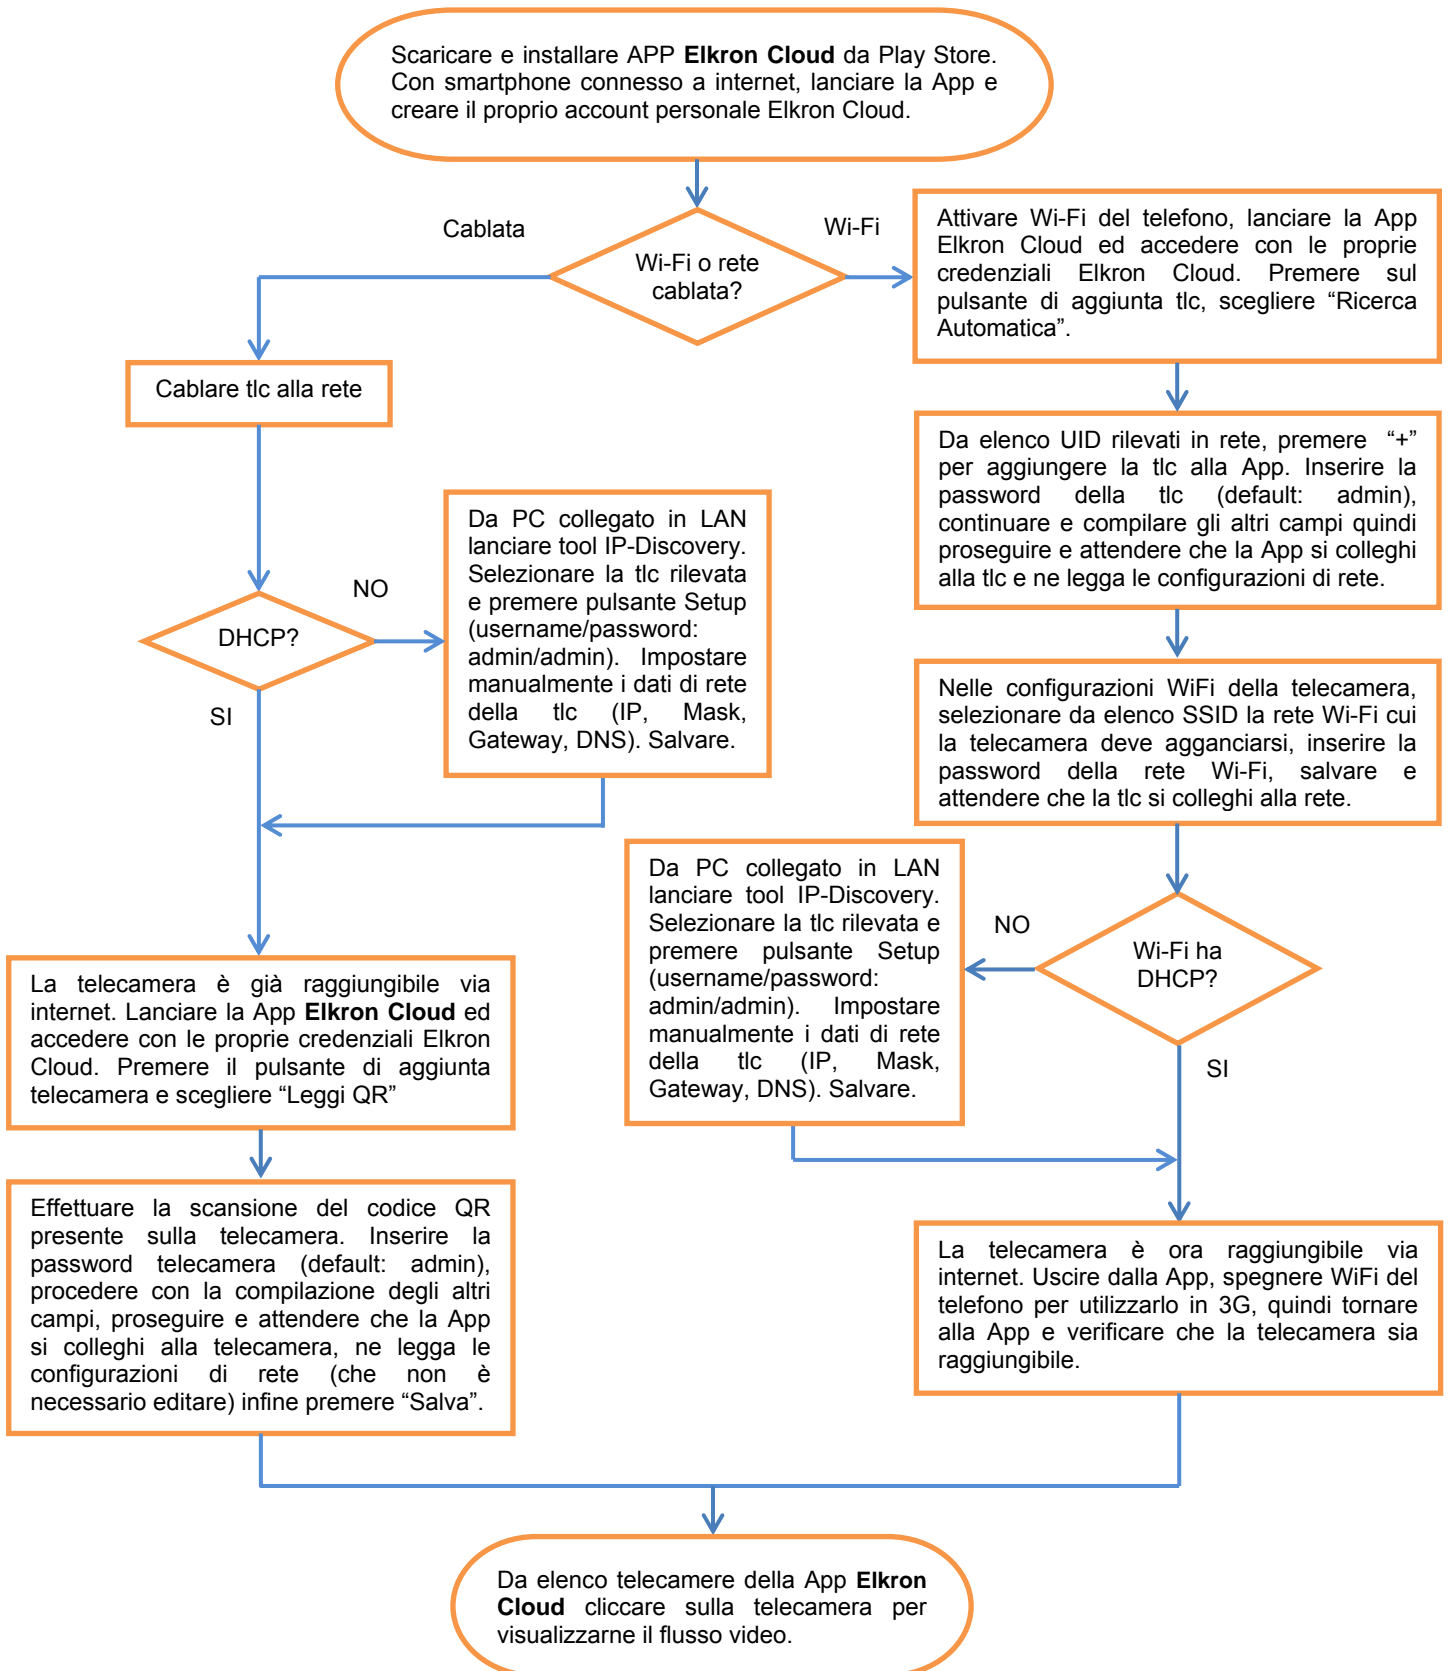 Scaricare e installare APP Elkron Cloud da Play Store.
Con smartphone connesso a internet, lanciare la App e
creare il proprio account personale Elkron Cloud.
Cablata
Wi-Fi
Wi-Fi o rete
cablata?
Attivare Wi-Fi del telefono, lanciare la App
Elkron Cloud ed accedere con le proprie
credenziali Elkron Cloud. Premere sul
pulsante di aggiunta tlc, scegliere “Ricerca
Automatica”.
Cablare tlc alla rete
Da elenco UID rilevati in rete, premere “+”
per aggiungere la tlc alla App. Inserire la
password della tlc (default: admin),
continuare e compilare gli altri campi quindi
proseguire e attendere che la App si colleghi
alla tlc e ne legga le configurazioni di rete.
Da PC collegato in LAN
lanciare tool IP-Discovery.
Selezionare la tlc rilevata
e premere pulsante Setup
(username/password:
admin/admin). Impostare
manualmente i dati di rete
della tlc (IP, Mask,
Gateway, DNS). Salvare.
NO
DHCP?
SI
Nelle configurazioni WiFi della telecamera,
selezionare da elenco SSID la rete Wi-Fi cui
la telecamera deve agganciarsi, inserire la
password della rete Wi-Fi, salvare e
attendere che la tlc si colleghi alla rete.
Da PC collegato in LAN
lanciare tool IP-Discovery.
Selezionare la tlc rilevata e
premere pulsante Setup
(username/password:
admin/admin). Impostare
manualmente i dati di rete
della tlc (IP, Mask,
Gateway, DNS). Salvare.
NO
Wi-Fi ha
DHCP?
SI
La telecamera è già raggiungibile via
internet. Lanciare la App Elkron Cloud ed
accedere con le proprie credenziali Elkron
Cloud. Premere il pulsante di aggiunta
telecamera e scegliere “Leggi QR”
Effettuare la scansione del codice QR
presente sulla telecamera. Inserire la
password telecamera (default: admin),
procedere con la compilazione degli altri
campi, proseguire e attendere che la App
si colleghi alla telecamera, ne legga le
configurazioni di rete (che non è
necessario editare) infine premere “Salva”.
La telecamera è ora raggiungibile via
internet. Uscire dalla App, spegnere WiFi del
telefono per utilizzarlo in 3G, quindi tornare
alla App e verificare che la telecamera sia
raggiungibile.
Da elenco telecamere della App Elkron
Cloud cliccare sulla telecamera per
visualizzarne il flusso video.